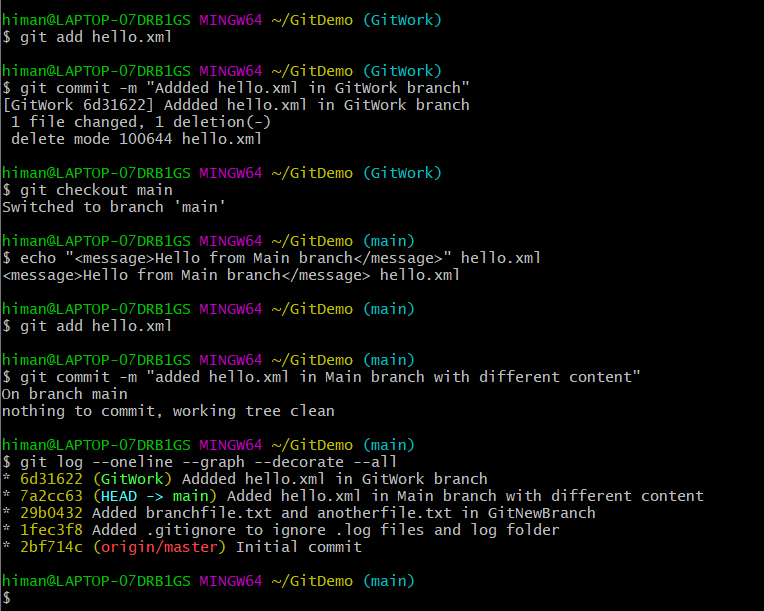 himan@LAPTOP-07DRB1GS MINGW64 ~/GitDemo (GitWork)
$ git add hello.xml
himan@LAPTOP-07DRB1GS MINGW64 ~/GitDemo (GitWork)
$ git commit -m "Addded hello.xml in GitWork branch"
[GitWork 6d31622] Addded hello.xml in GitWork branch
1 file changed, 1 deletion(-)
delete mode 100644 hello.xml
himan@LAPTOP-07DRB1GS MINGW64 ~/GitDemo (GitWork)
$ git checkout main
Switched to branch 'main'
himan@LAPTOP-07DRB1GS MINGW64 ~/GitDemo (main)
$ echo "<message>Hello from Main branch</message>" hello.xml
<message>Hello from Main branch</message> hello.xml
himan@LAPTOP-07DRB1GS MINGW64 ~/GitDemo (main)
$ git add hello.xml
himan@LAPTOP-07DRB1GS MINGW64 ~/GitDemo (main)
$ git commit -m "added hello.xml in Main branch with different content"
On branch main
nothing to commit, working tree clean
himan@LAPTOP-07DRB1GS MINGW64 ~/GitDemo (main)
$ git log --oneline --graph --decorate --all
* 6d31622 (GitWork) Addded hello.xml in GitWork branch
* 7a2cc63 (HEAD -> main) Added hello.xml in Main branch with different content
* 29b0432 Added branchfile.txt and anotherfile.txt in GitNewBranch
* 1fec3f8 Added .gitignore to ignore .log files and log folder
* 2bf714c (origin/master) Initial commit
himan@LAPTOP-07DRB1GS MINGW64 ~/GitDemo (main)
$